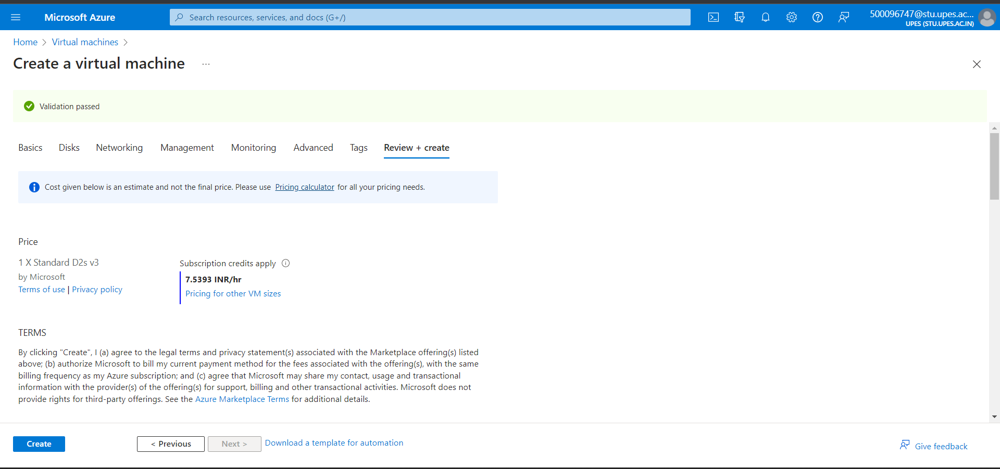 Microsoft Azure
Search resources, services, and docs (G+/)
500096747@stu.upes.ac...
UPES (STU.UPES.AC.IN)
Home > Virtual machines >
Create a virtual machine ...
Validation passed
Basics Disks Networking Management Monitoring Advanced Tags Review + create
Cost given below is an estimate and not the final price. Please use Pricing calculator for all your pricing needs.
Price
1 X Standard D2s v3
by Microsoft
Terms of use | Privacy policy
Subscription credits apply
7.5393 INR/hr
Pricing for other VM sizes
TERMS
By clicking "Create", I (a) agree to the legal terms and privacy statement(s) associated with the Marketplace offering(s) listed
above; (b) authorize Microsoft to bill my current payment method for the fees associated with the offering(s), with the same
billing frequency as my Azure subscription; and (c) agree that Microsoft may share my contact, usage and transactional
information with the provider(s) of the offering(s) for support, billing and other transactional activities. Microsoft does not
provide rights for third-party offerings. See the Azure Marketplace Terms for additional details.
Create < Previous Next > Download a template for automation Give feedback